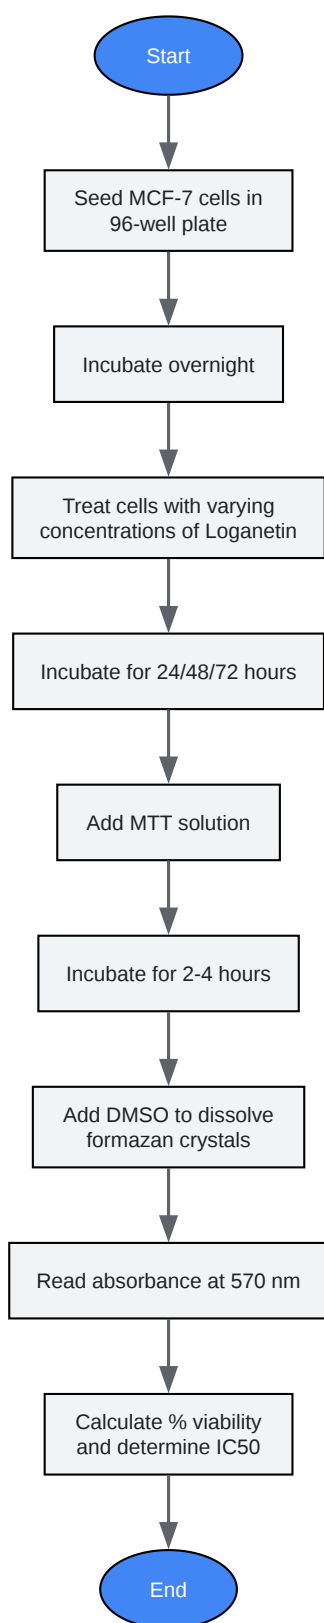 Start
Seed MCF-7 cells in
96-well plate
Incubate overnight
Treat cells with varying
concentrations of Loganetin
Incubate for 24/48/72 hours
Add MTT solution
Incubate for 2-4 hours
Add DMSO to dissolve
formazan crystals
Read absorbance at 570 nm
Calculate % viability
and determine IC50
End